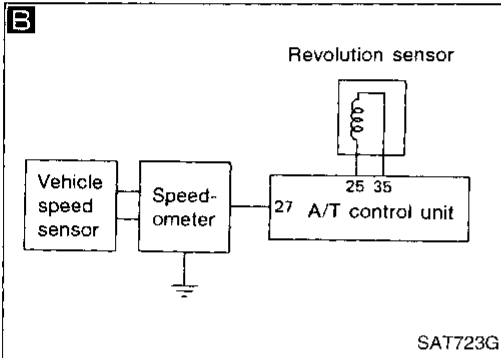 B
Revolution sensor
25 35
Vehicle
speed
sensor
Speed-
ometer
27 A/T control unit
SAT723G